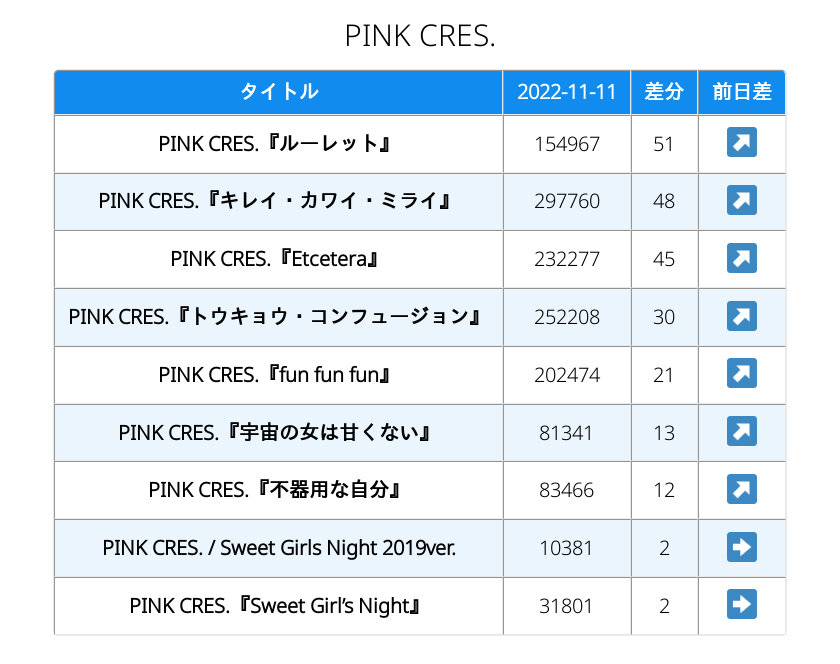 PINK CRES.
タイトル 2022-11-11 差分 前日差
PINK CRES.『ルーレット』 154967 51
PINK CRES.『キレイ・カワイ・ミライ』 297760 48
PINK CRES.『Etcetera』 232277 45
PINK CRES.『トウキョウ・コンフュージョン』 252208 30
PINK CRES.『fun fun fun』 202474 21
PINK CRES.『宇宙の女は甘くない』 81341 13
PINK CRES.『不器用な自分』 83466 12
PINK CRES. / Sweet Girls Night 2019ver. 10381 2
PINK CRES.『Sweet Girl’s Night』 31801 2